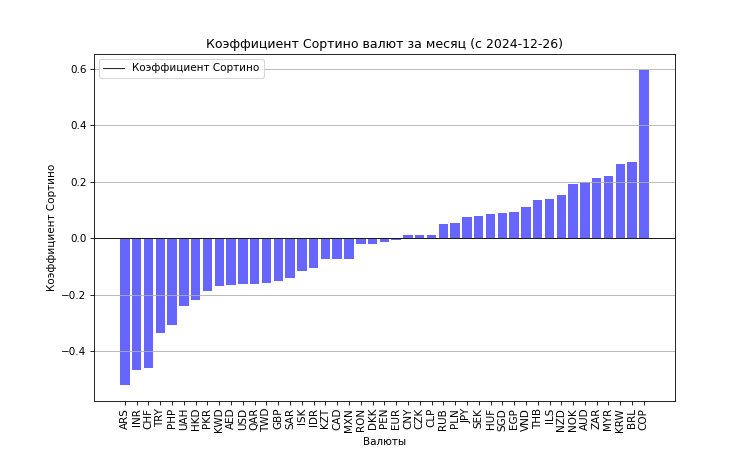 Коэффициент Сортино валют за месяц (с 2024-12-26)
Коэффициент Сортино
0.6
0.4
0.2
0.0
−0.2
−0.4
Коэффициент Сортино
ARS INR CHF TRY PHP UAH HKD PKR KWD AED USD QAR TWD GBP SAR ISK IDR KZT CAD MXN RON DKK PEN EUR CNY CZK CLP RUB PLN JPY SEK HUF SGD EGP VND THB ILS NZD NOK AUD ZAR MYR KRW BRL COP
Валюты